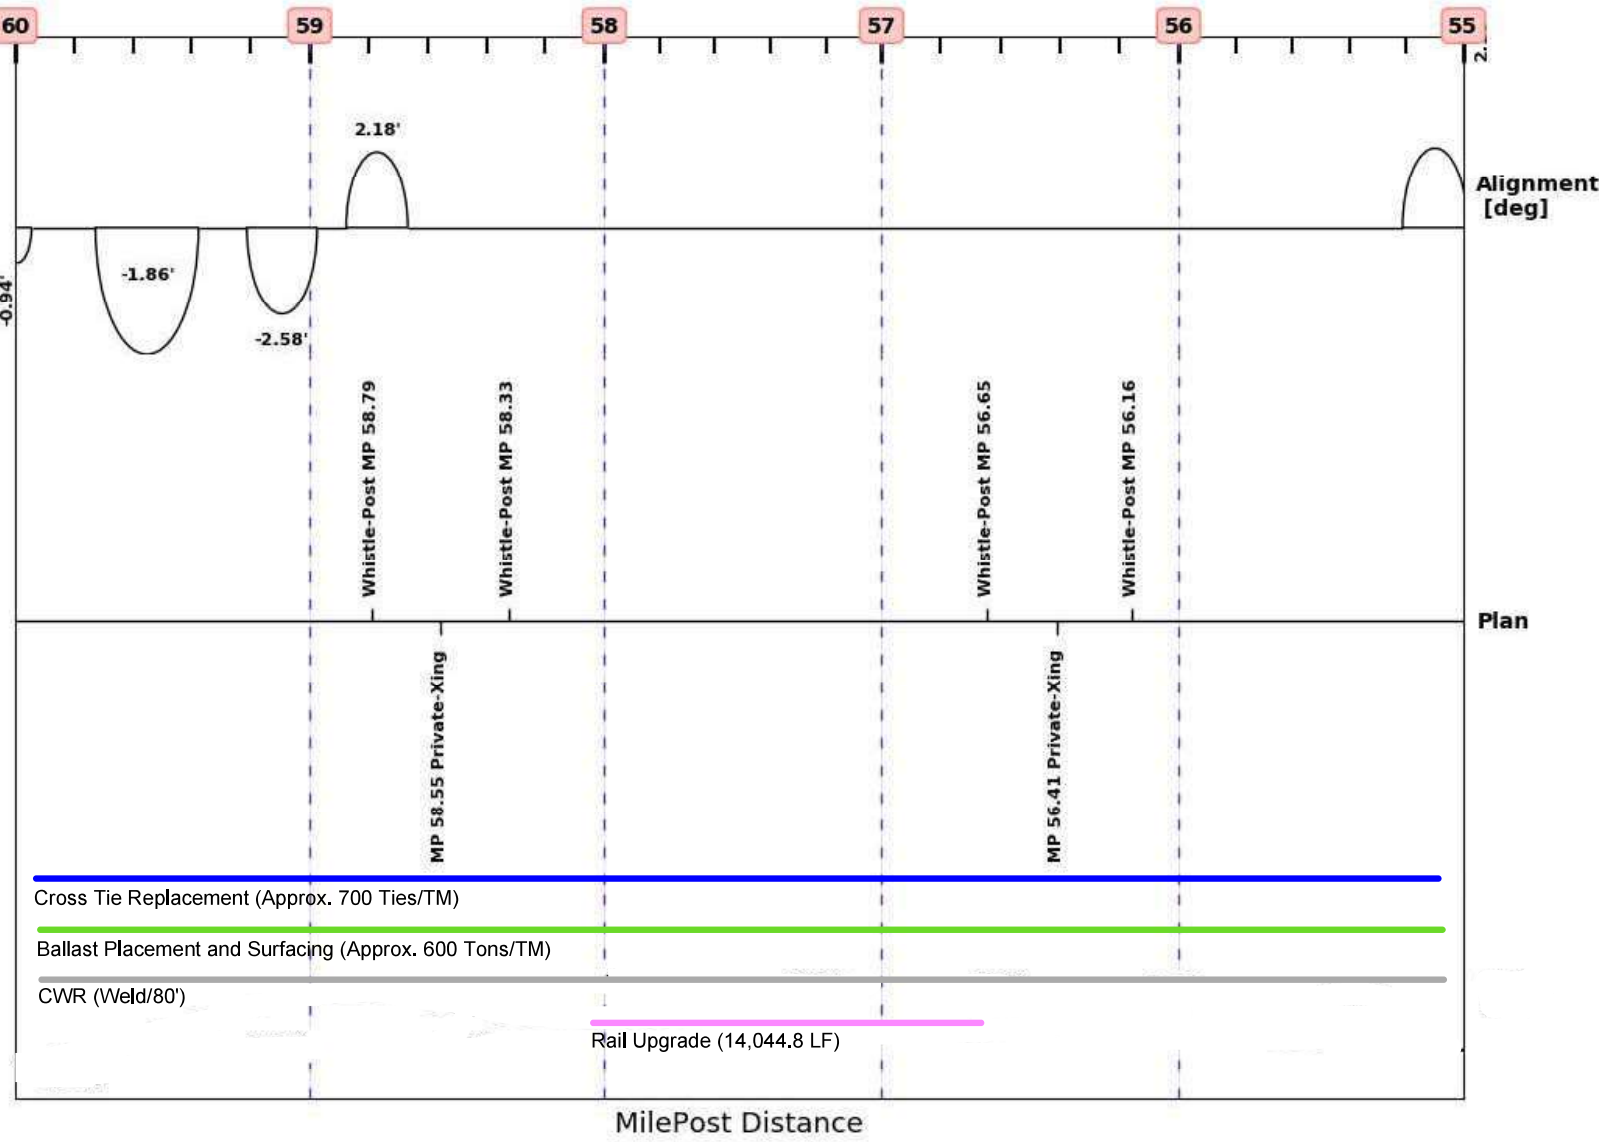 60 59 58 57 56 55
2.
2.18'
Alignment
[deg]
-1.86'
-0.94'
-2.58'
Whistle-Post MP 58.79
Whistle-Post MP 58.33
Whistle-Post MP 56.65
Whistle-Post MP 56.16
Plan
MP 58.55 Private-Xing
MP 56.41 Private-Xing
Cross Tie Replacement (Approx. 700 Ties/TM)
Ballast Placement and Surfacing (Approx. 600 Tons/TM)
CWR (Weld/80')
Rail Upgrade (14,044.8 LF)
MilePost Distance